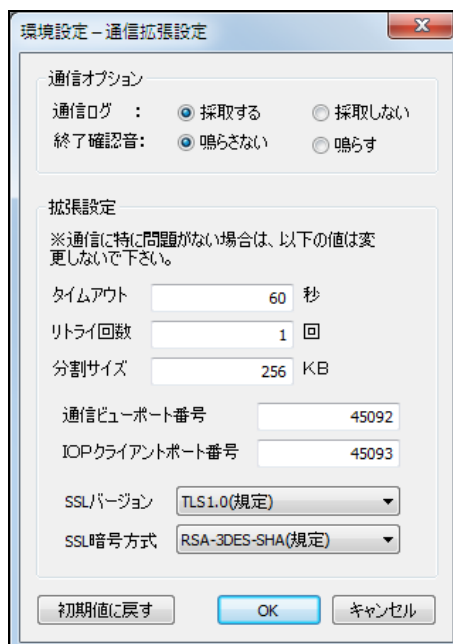 環境設定 – 通信拡張設定
通信オプション
通信ログ : 採取する 採取しない
終了確認音: 鳴らさない 鳴らす
拡張設定
※通信に特に問題がない場合は、以下の値は変
更しないで下さい。
タイムアウト 60 秒
リトライ回数 1 回
分割サイズ 256 KB
通信ビューポート番号 45092
IOPクライアントポート番号 45093
SSLバージョン TLS1.0(規定)
SSL暗号方式 RSA-3DES-SHA(規定)
初期値に戻す OK キャンセル